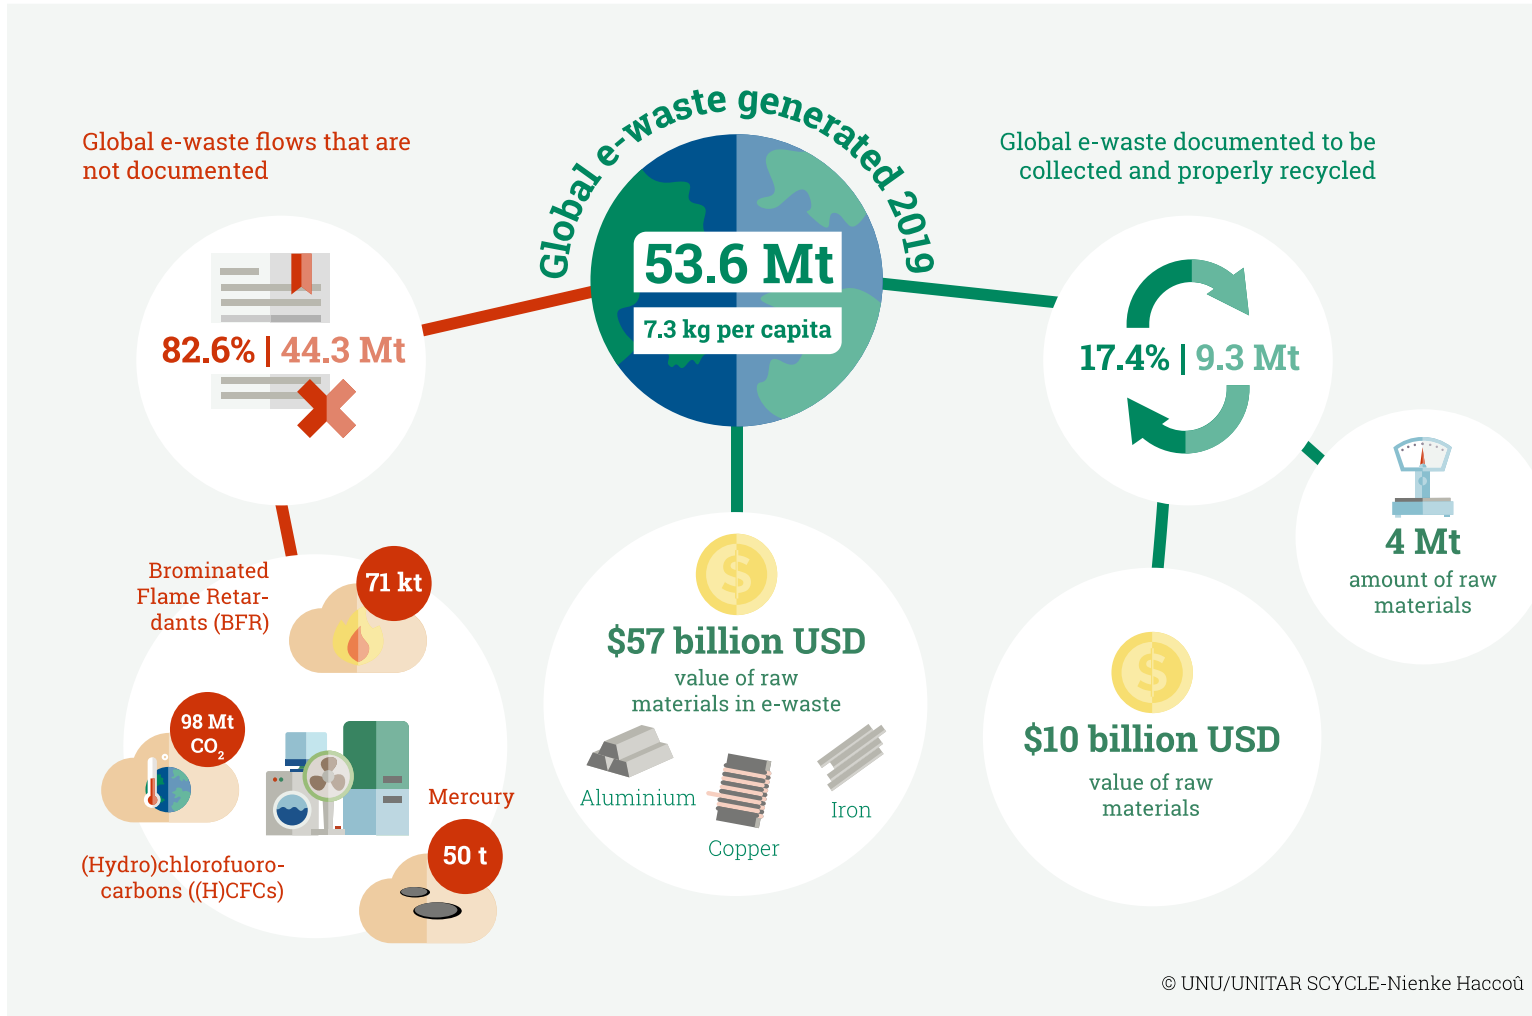 Global e-waste generated 2019
53.6 Mt
7.3 kg per capita
Global e-waste flows that are
not documented
82.6% | 44.3 Mt
Global e-waste documented to be
collected and properly recycled
17.4% | 9.3 Mt
4 Mt
amount of raw
materials
Brominated
Flame Retar-
dants (BFR)
71 kt
98 Mt
CO₂
(Hydro)chlorofuoro-
carbons ((H)CFCs)
Mercury
50 t
$
$57 billion USD
value of raw
materials in e-waste
Aluminium
Copper
Iron
$
$10 billion USD
value of raw
materials
© UNU/UNITAR SCYCLE-Nienke Haccoû